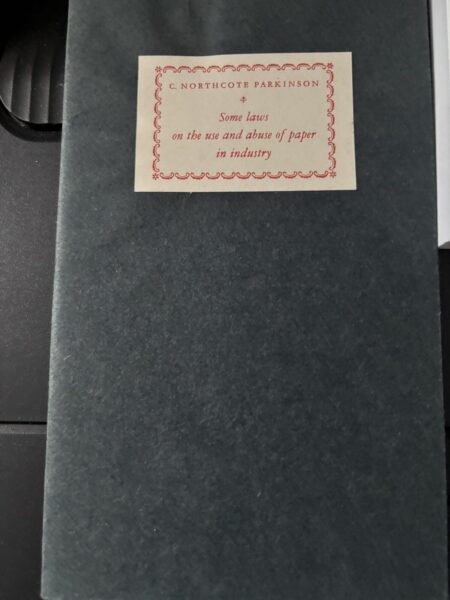 C. NORTHCOTE PARKINSON
Some laws
on the use and abuse of paper
in industry